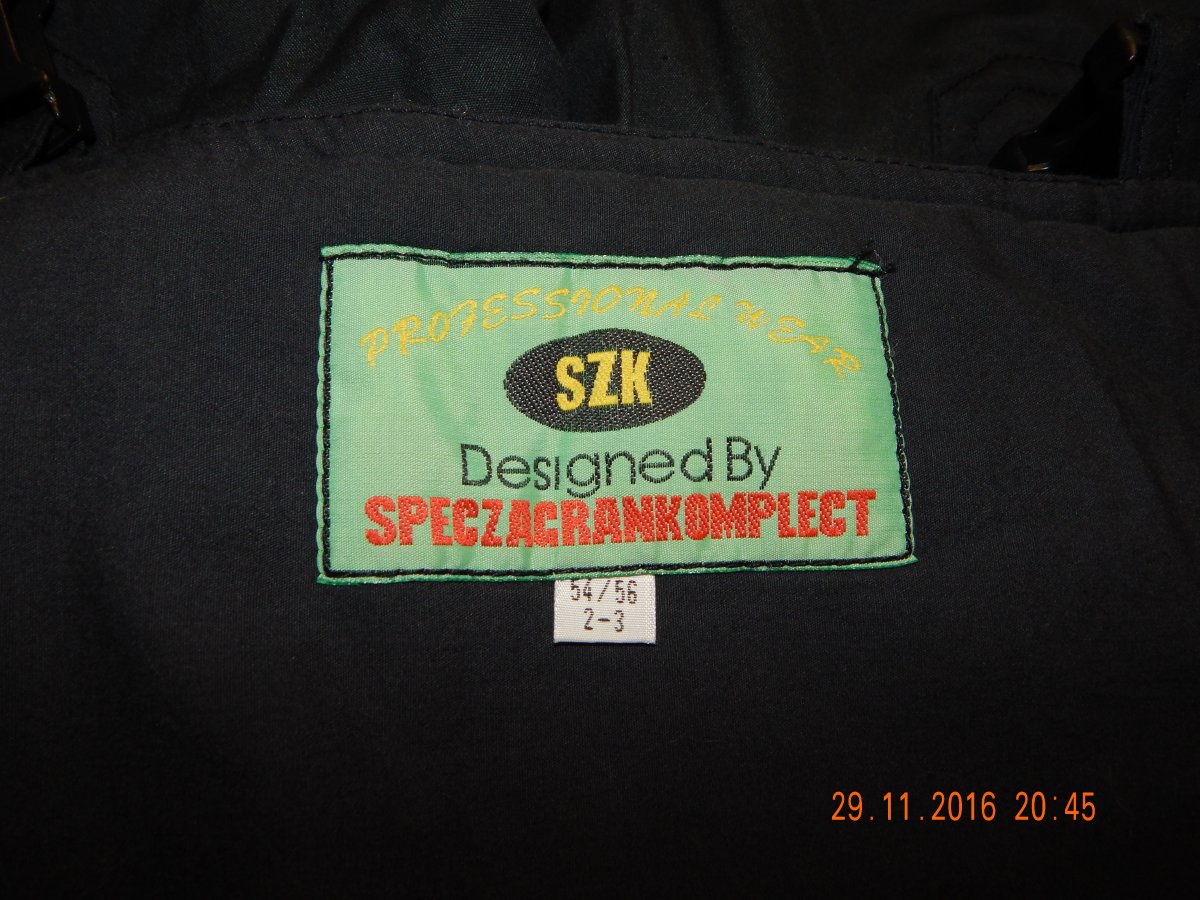 PROFESSIONAL WEAR
SZK
Designed By
SPECZAGRANKOMPLECT
54/56
2-3
29.11.2016 20:45